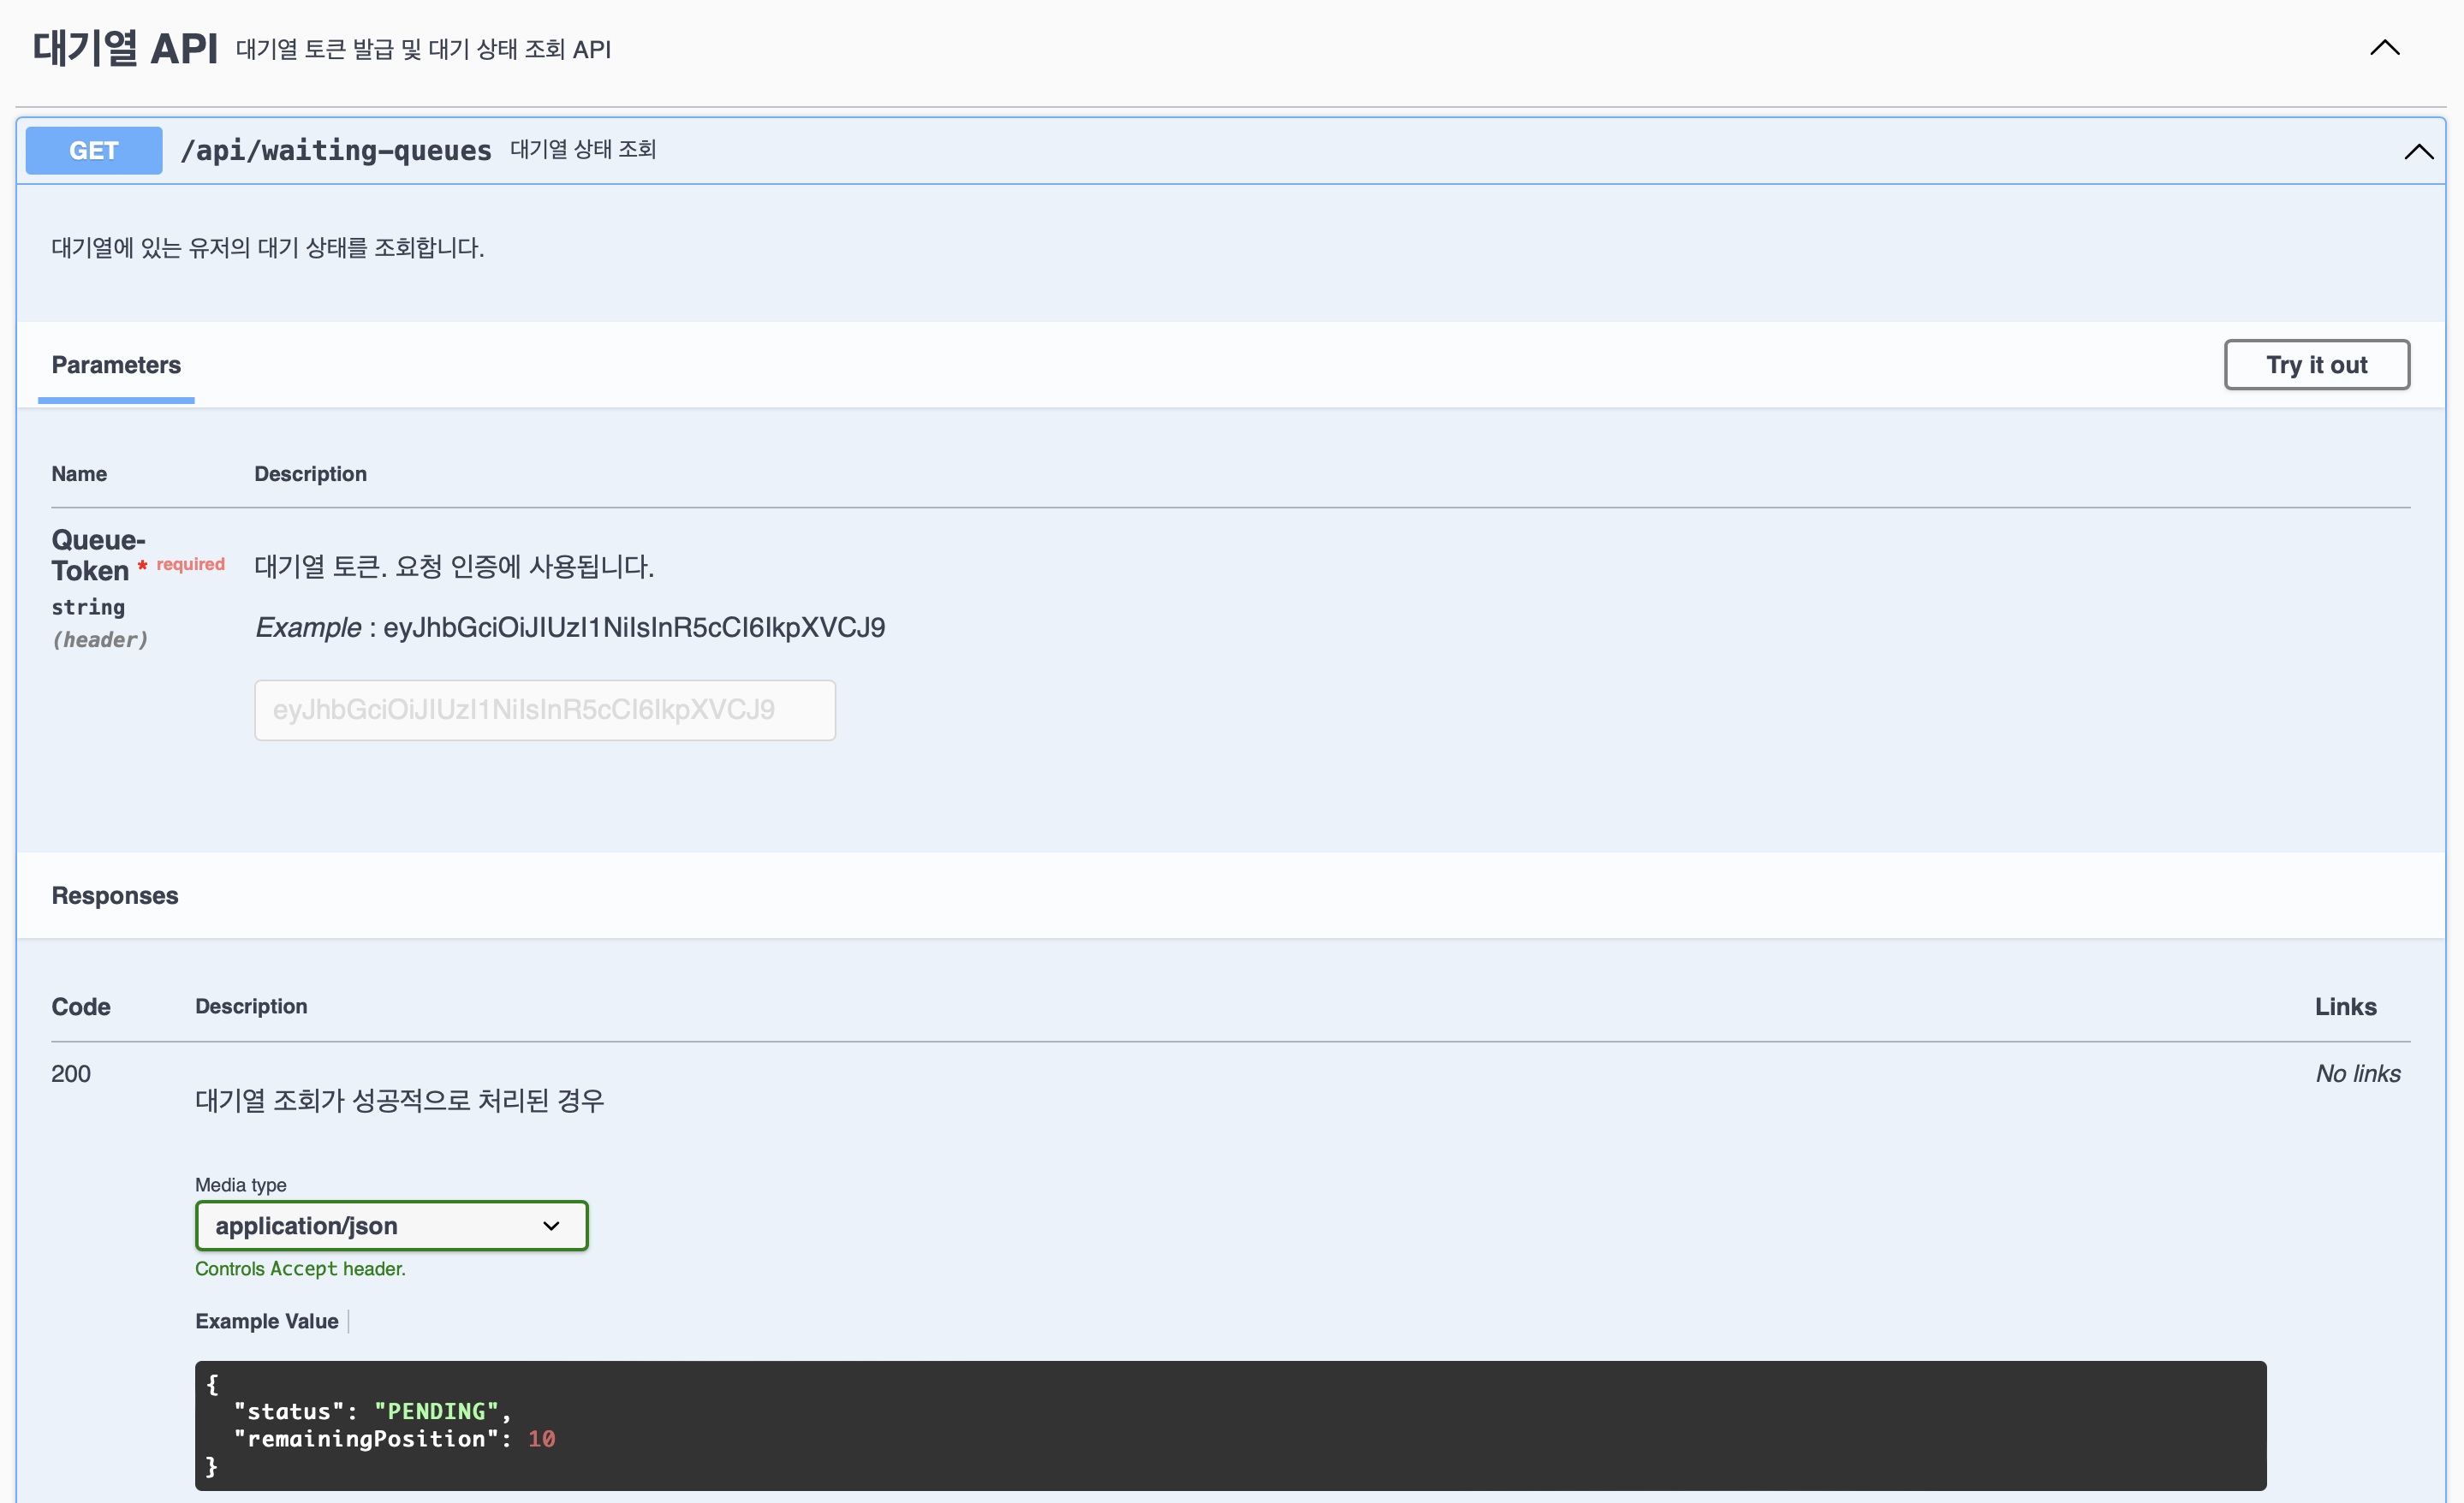 대기열 API 대기열 토큰 발급 및 대기 상태 조회 API
GET /api/waiting-queues 대기열 상태 조회
대기열에 있는 유저의 대기 상태를 조회합니다.
Parameters
Try it out
Name Description
Queue-
Token * required
string
(header)
대기열 토큰. 요청 인증에 사용됩니다.
Example : eyJhbGciOiJIUzI1NiIsInR5cCI6IkpXVCJ9
eyJhbGciOiJIUzI1NiIsInR5cCI6IkpXVCJ9
Responses
Code Description Links
200
대기열 조회가 성공적으로 처리된 경우
No links
Media type
application/json
Controls Accept header.
Example Value
{
  "status": "PENDING",
  "remainingPosition": 10
}